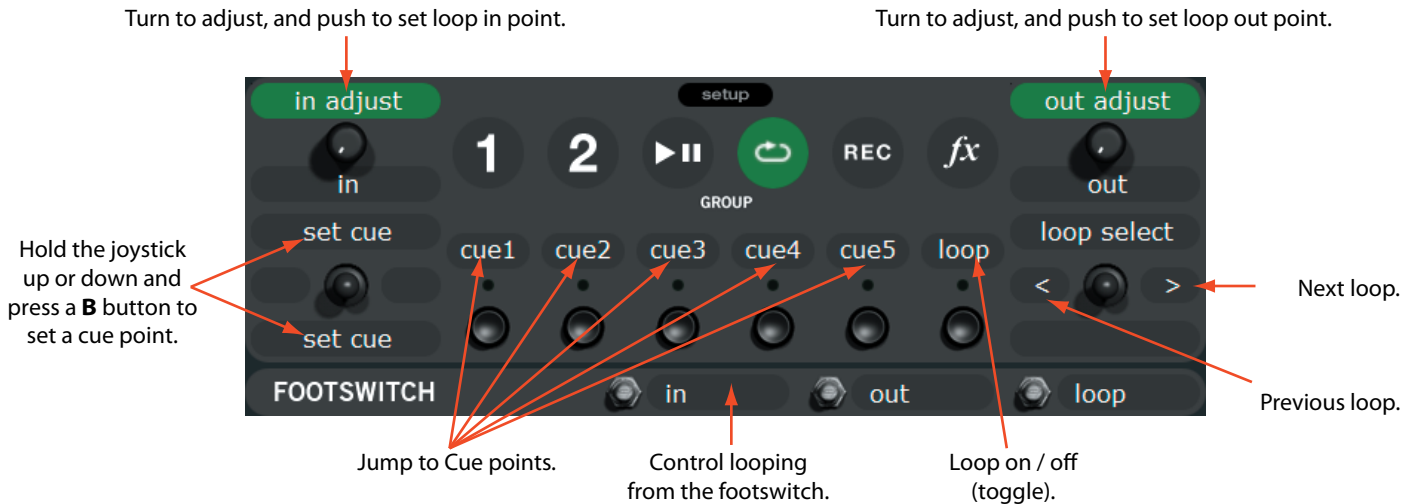 Turn to adjust, and push to set loop in point.
Turn to adjust, and push to set loop out point.
in adjust
setup
out adjust
1
2
REC
fx
in
GROUP
out
Hold the joystick
up or down and
press a B button to
set a cue point.
set cue
cue1
cue2
cue3
cue4
cue5
loop
loop select
<
>
Next loop.
set cue
FOOTSWITCH
in
out
loop
Previous loop.
Jump to Cue points.
Control looping
from the footswitch.
Loop on / off
(toggle).